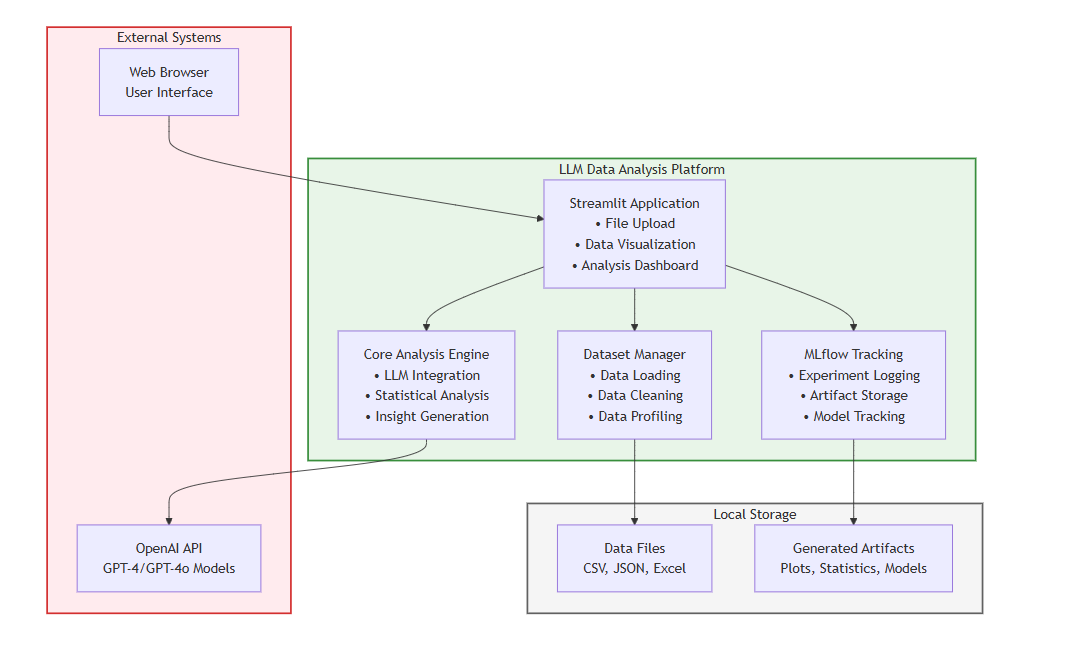 External Systems
Web Browser
User Interface
LLM Data Analysis Platform
Streamlit Application
• File Upload
• Data Visualization
• Analysis Dashboard
Core Analysis Engine
• LLM Integration
• Statistical Analysis
• Insight Generation
Dataset Manager
• Data Loading
• Data Cleaning
• Data Profiling
MLflow Tracking
• Experiment Logging
• Artifact Storage
• Model Tracking
Local Storage
OpenAI API
GPT-4/GPT-4o Models
Data Files
CSV, JSON, Excel
Generated Artifacts
Plots, Statistics, Models